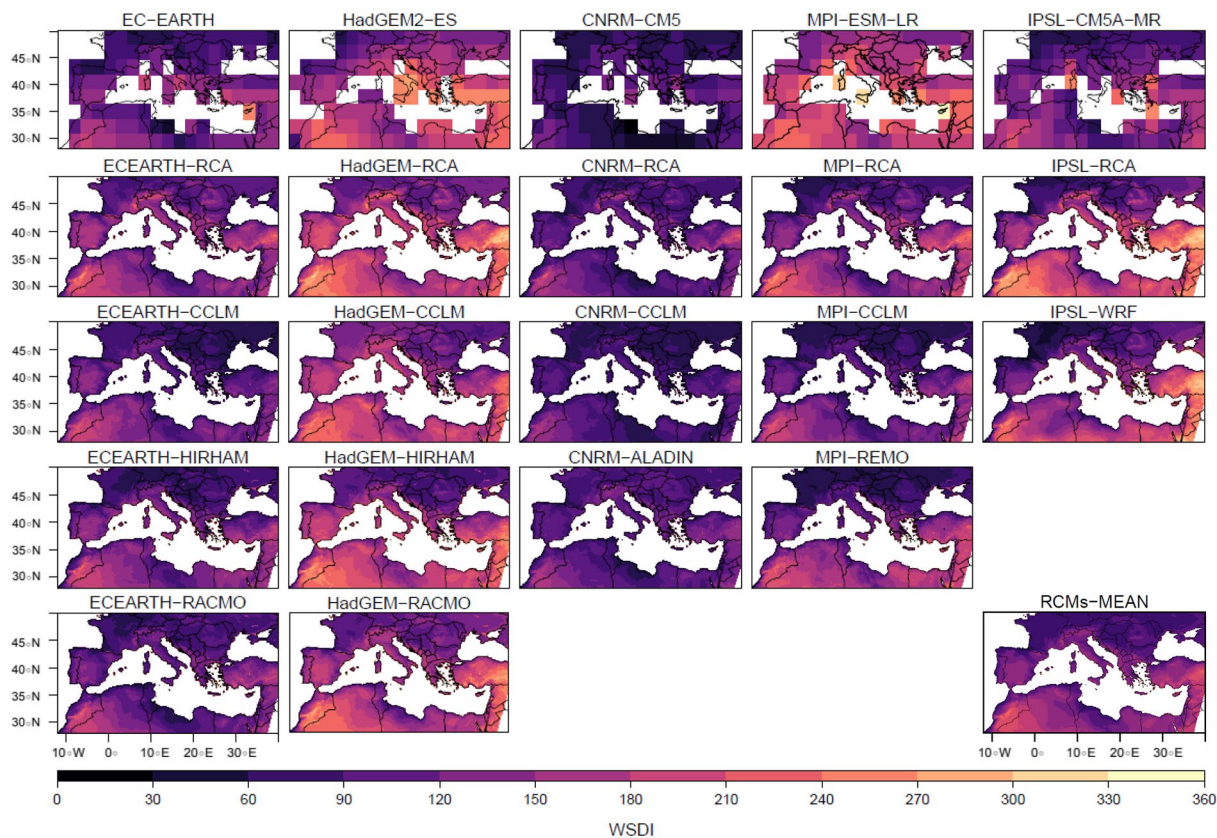 EC−EARTH HadGEM2−ES CNRM−CM5 MPI−ESM−LR IPSL−CM5A−MR
45○N
40○N
35○N
30○N
ECEARTH−RCA HadGEM−RCA CNRM−RCA MPI−RCA IPSL−RCA
45○N
40○N
35○N
30○N
ECEARTH−CCLM HadGEM−CCLM CNRM−CCLM MPI−CCLM IPSL−WRF
45○N
40○N
35○N
30○N
ECEARTH−HIRHAM HadGEM−HIRHAM CNRM−ALADIN MPI−REMO
45○N
40○N
35○N
30○N
ECEARTH−RACMO HadGEM−RACMO RCMs−MEAN
45○N
40○N
35○N
30○N
10○W 0○ 10○E 20○E 30○E 10○W 0○ 10○E 20○E 30○E
0 30 60 90 120 150 180 210 240 270 300 330 360
WSDI